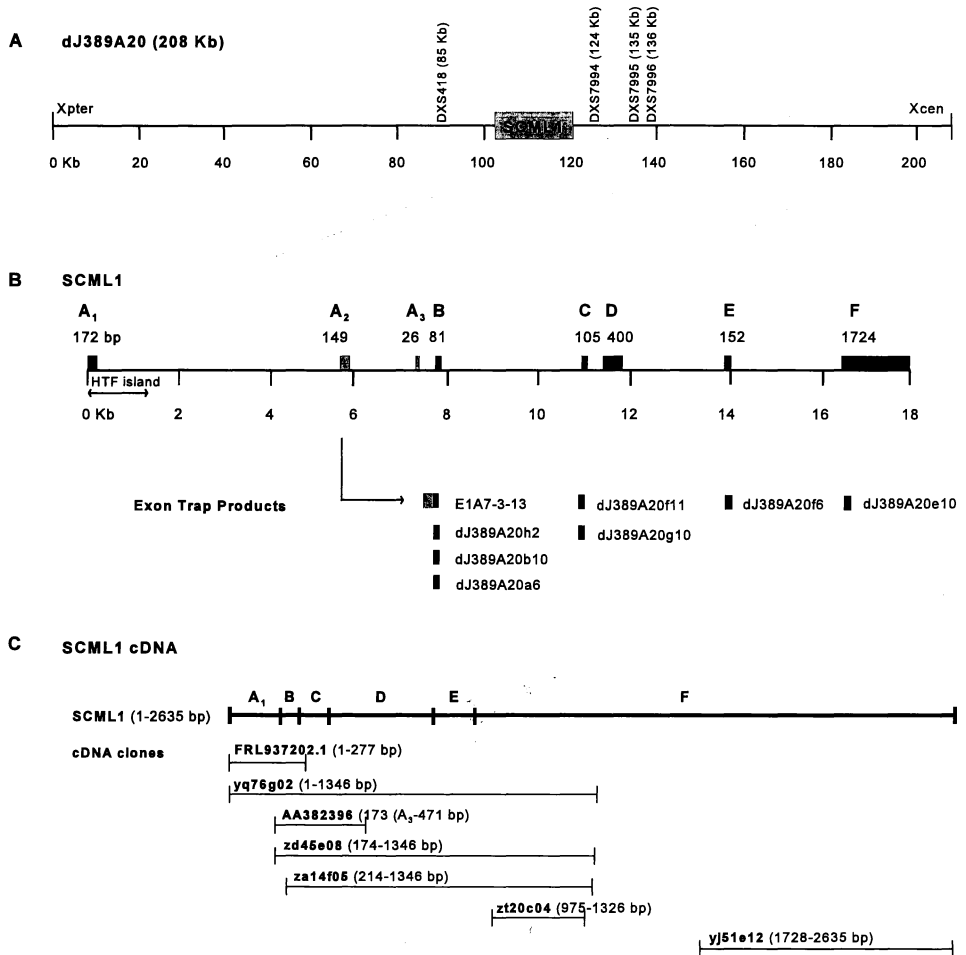 A dJ389A20 (208 Kb)
DXS418 (85 Kb)
DXS7994 (124 Kb)
DXS7995 (135 Kb)
DXS7996 (136 Kb)
Xpter SCML1 Xcen
0 Kb 20 40 60 80 100 120 140 160 180 200
B SCML1
A1 A2 A3 B C D E F
172 bp 149 26 81 105 400 152 1724
HTF island
0 Kb 2 4 6 8 10 12 14 16 18
Exon Trap Products E1A7-3-13 dJ389A20f11 dJ389A20f6 dJ389A20e10
dJ389A20h2 dJ389A20g10
dJ389A20b10
dJ389A20a6
C SCML1 cDNA
A1 B C D E F
SCML1 (1-2635 bp)
cDNA clones FRL937202.1 (1-277 bp)
yq76g02 (1-1346 bp)
AA382396 (173 (A3-471 bp)
zd45e08 (174-1346 bp)
za14f05 (214-1346 bp)
zt20c04 (975-1326 bp)
yj51e12 (1728-2635 bp)